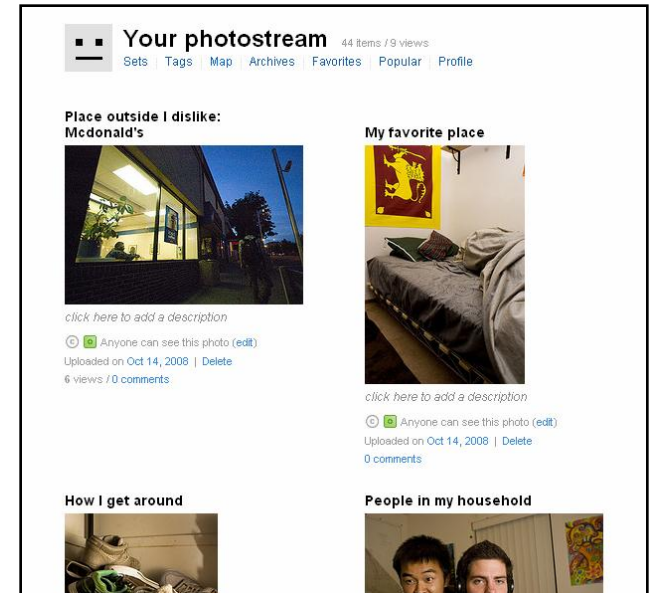 Your photostream 44 items / 9 views
Sets | Tags | Map | Archives | Favorites | Popular | Profile
Place outside I dislike:
Mcdonald's
click here to add a description
Anyone can see this photo (edit)
Uploaded on Oct 14, 2008 | Delete
6 views / 0 comments
My favorite place
click here to add a description
Anyone can see this photo (edit)
Uploaded on Oct 14, 2008 | Delete
0 comments
How I get around
People in my household